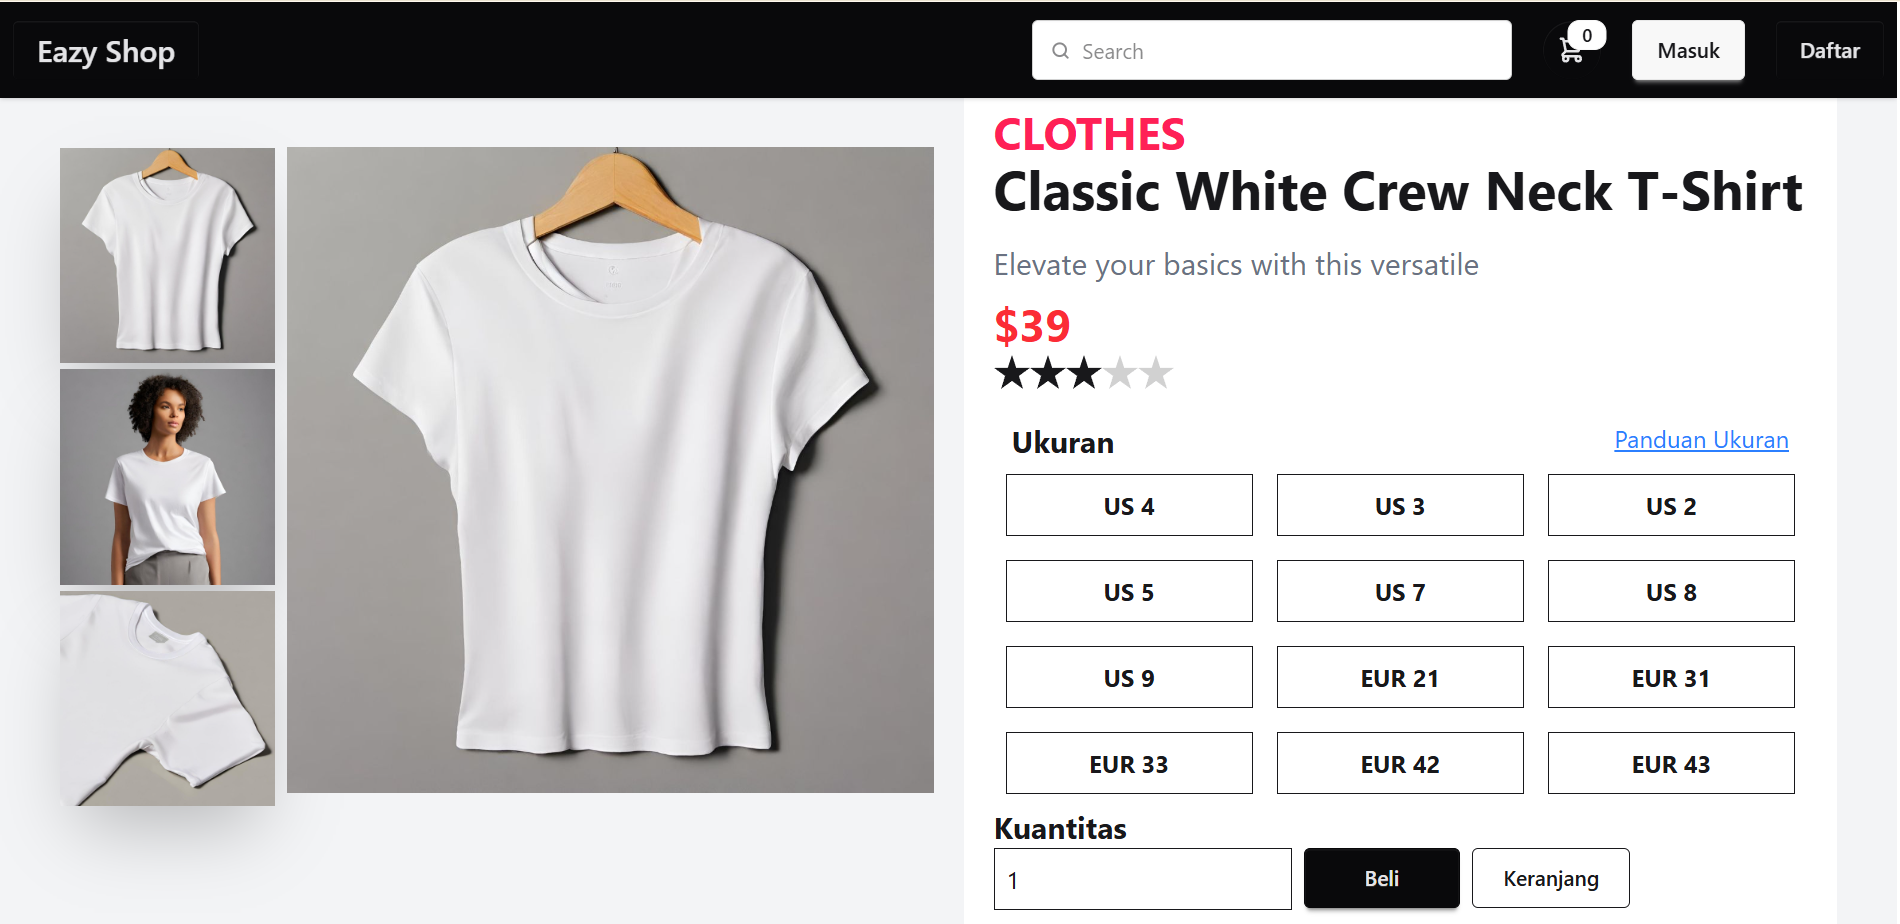 Eazy Shop
Search
0
Masuk
Daftar
CLOTHES
Classic White Crew Neck T-Shirt
Elevate your basics with this versatile
$39
Ukuran
Panduan Ukuran
US 4
US 3
US 2
US 5
US 7
US 8
US 9
EUR 21
EUR 31
EUR 33
EUR 42
EUR 43
Kuantitas
1
Beli
Keranjang